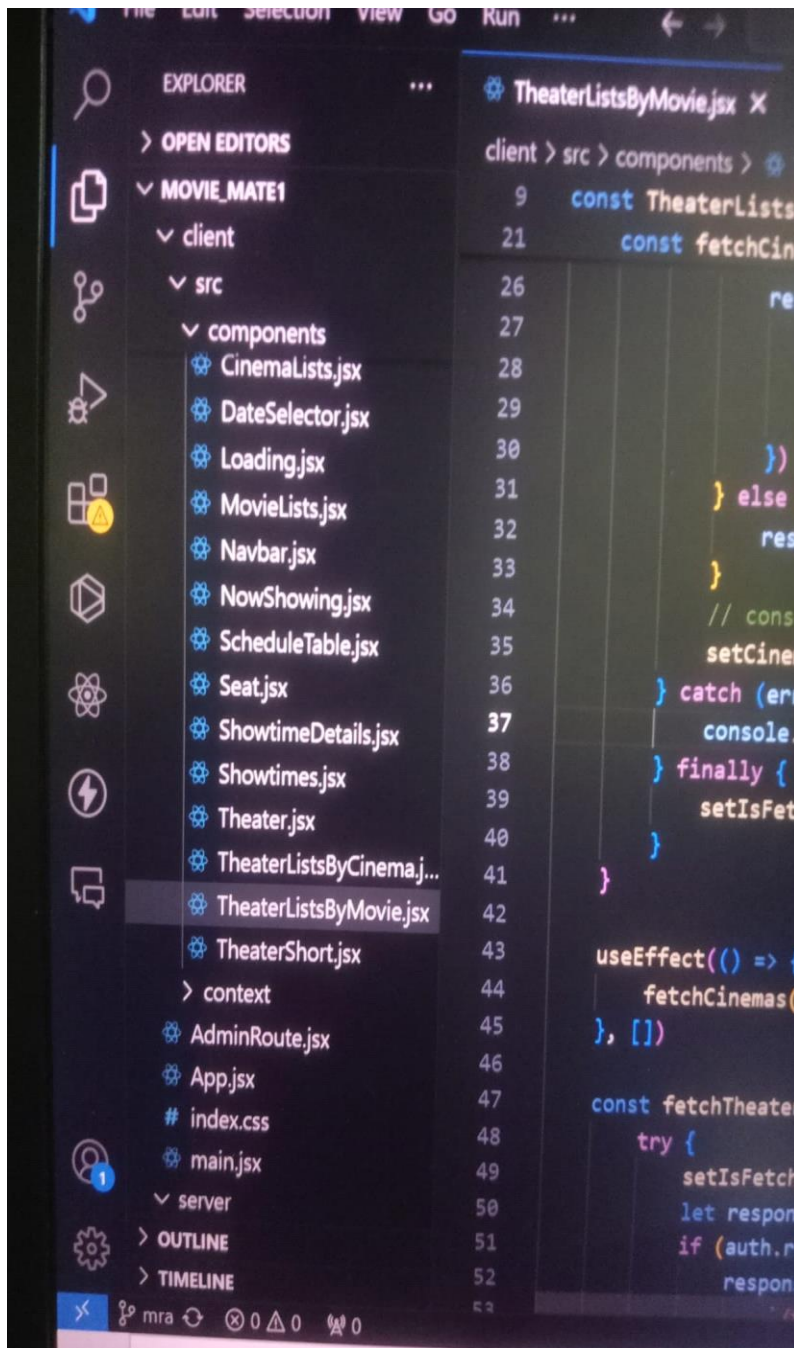 File Edit Selection View Go Run ...
EXPLORER ...
> OPEN EDITORS
MOVIE_MATE1
client
src
components
CinemaLists.jsx
DateSelector.jsx
Loading.jsx
MovieLists.jsx
Navbar.jsx
NowShowing.jsx
ScheduleTable.jsx
Seat.jsx
ShowtimeDetails.jsx
Showtimes.jsx
Theater.jsx
TheaterListsByCinema.j...
TheaterListsByMovie.jsx
TheaterShort.jsx
> context
AdminRoute.jsx
App.jsx
# index.css
main.jsx
server
> OUTLINE
> TIMELINE
1
mra 0 0 0
TheaterListsByMovie.jsx X
client > src > components >
9 const TheaterLists
21 const fetchCin
26 re
27
28
29
30 })
31 } else
32 res
33 }
34 // cons
35 setCine
36 } catch (err
37 console.
38 } finally {
39 setIsFet
40 }
41 }
42
43 useEffect(() => {
44 fetchCinemas(
45 }, [])
46
47 const fetchTheater
48 try {
49 setIsFetch
50 let respon
51 if (auth.r
52 respon
53